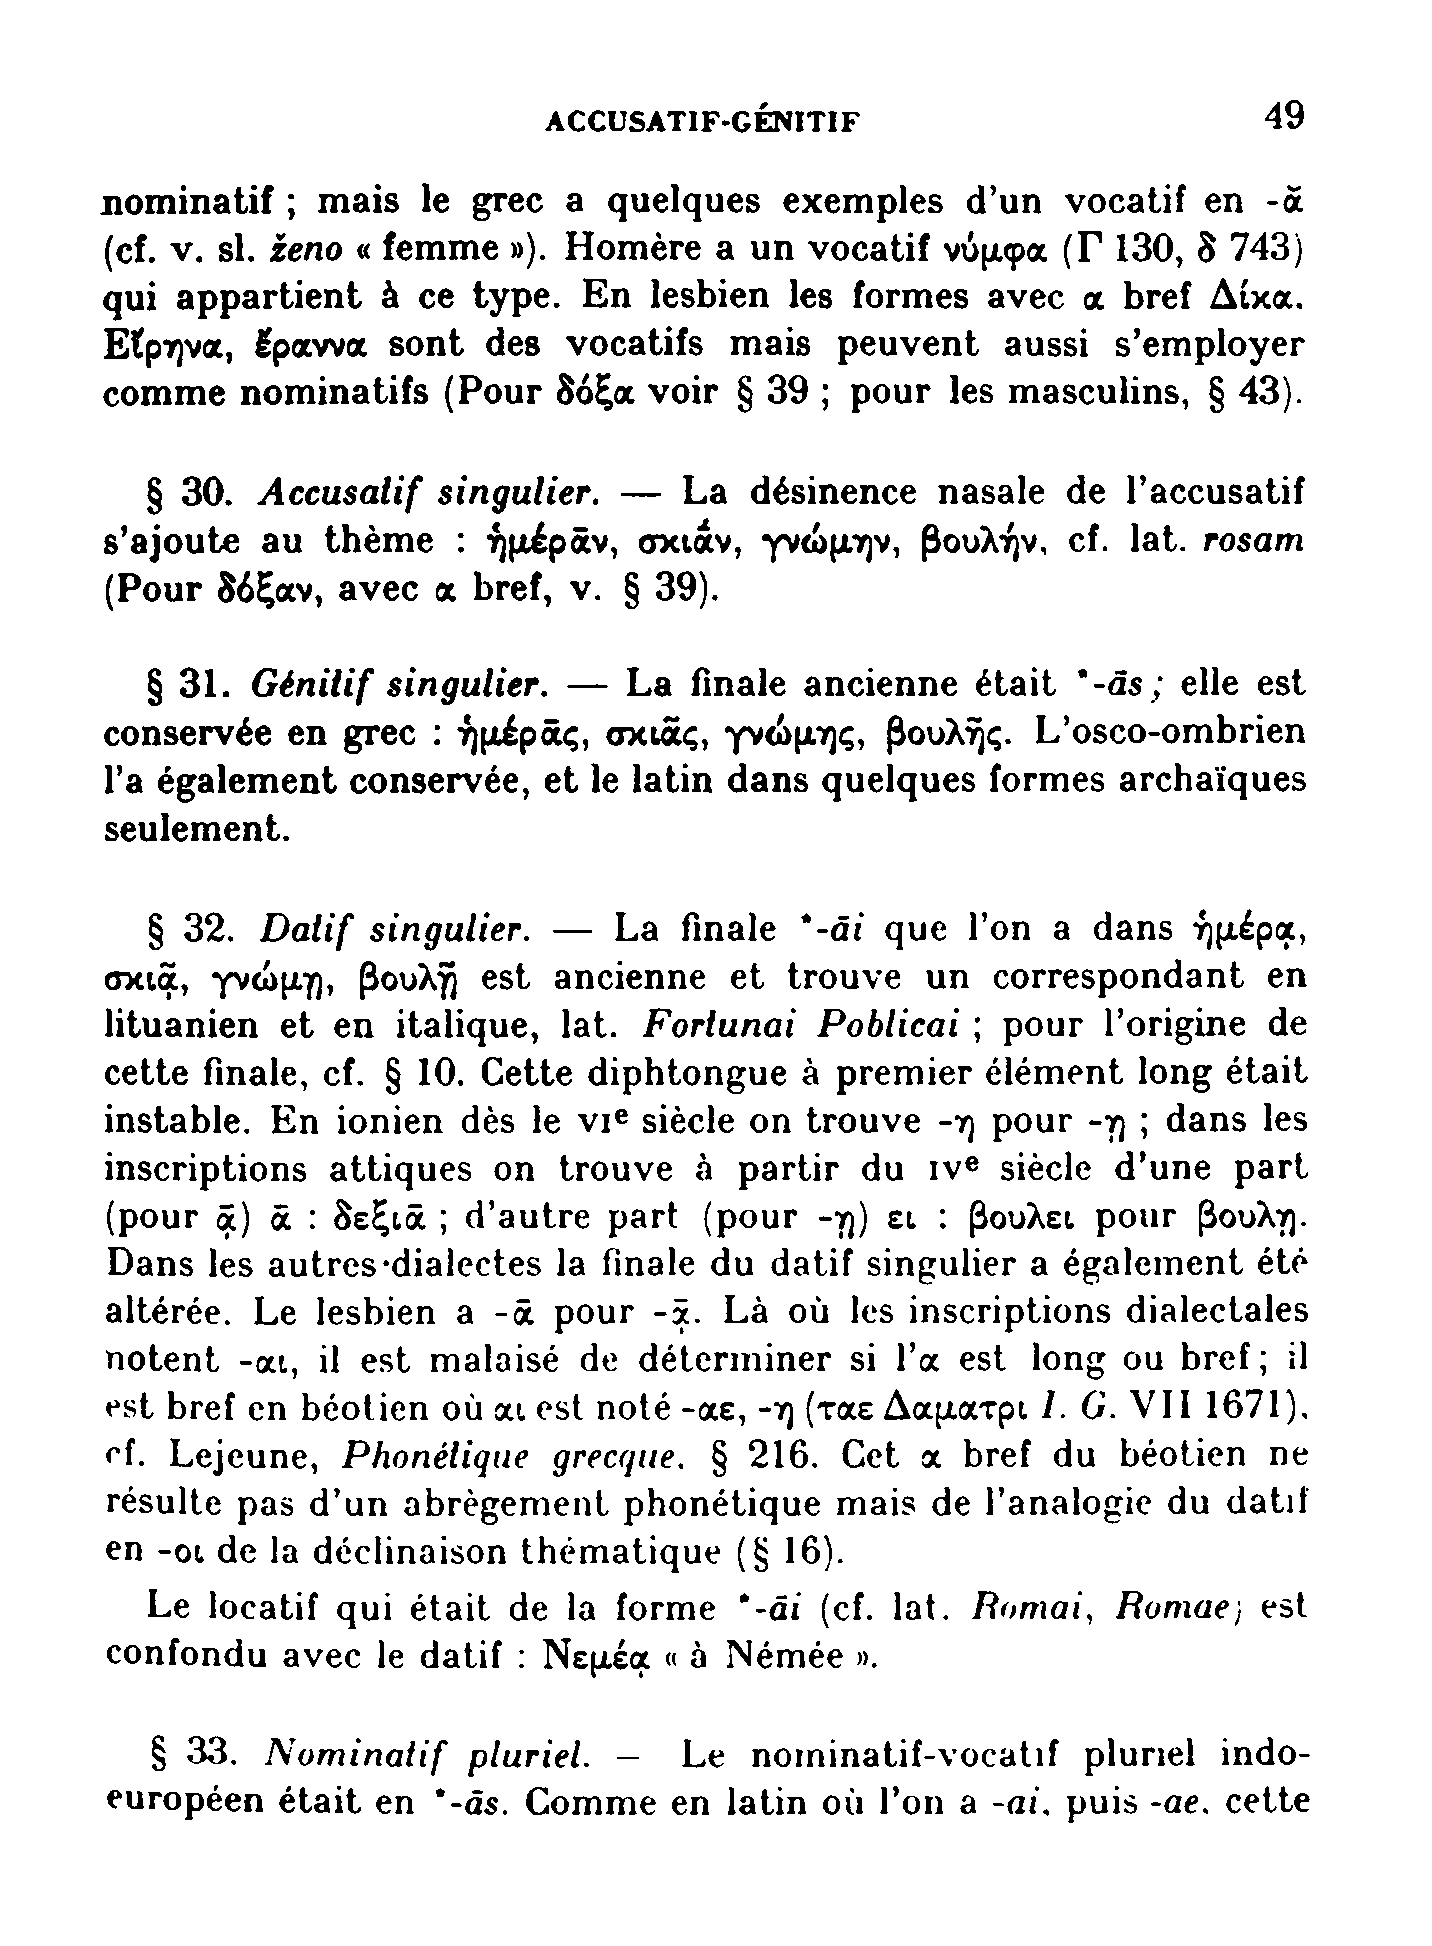 ACCUSATIF-GÉNITIF 49
nominatif ; mais le grec a quelques exemples d'un vocatif en -ᾰ
(cf. v. sl. ženo « femme »). Homère a un vocatif νύμφα (Γ 130, δ 743)
qui appartient à ce type. En lesbien les formes avec α bref Δίκα.
Εἴρηνα, ἔραννα sont des vocatifs mais peuvent aussi s'employer
comme nominatifs (Pour δόξα voir § 39 ; pour les masculins, § 43).
§ 30. Accusatif singulier. — La désinence nasale de l'accusatif
s'ajoute au thème : ἡμέρᾱν, σκιᾱ́ν, γνώμην, βουλήν, cf. lat. rosam
(Pour δόξαν, avec α bref, v. § 39).
§ 31. Génitif singulier. — La finale ancienne était *-ās ; elle est
conservée en grec : ἡμέρᾱς, σκιᾶς, γνώμης, βουλῆς. L'osco-ombrien
l'a également conservée, et le latin dans quelques formes archaïques
seulement.
§ 32. Datif singulier. — La finale *-āi que l'on a dans ἡμέρᾳ,
σκιᾷ, γνώμῃ, βουλῇ est ancienne et trouve un correspondant en
lituanien et en italique, lat. Fortunai Poblicai ; pour l'origine de
cette finale, cf. § 10. Cette diphtongue à premier élément long était
instable. En ionien dès le VIe siècle on trouve -η pour -ῃ ; dans les
inscriptions attiques on trouve à partir du IVe siècle d'une part
(pour ᾱͅ) ᾱ : δεξιᾱ ; d'autre part (pour -ῃ) ει : βουλει pour βουλῃ.
Dans les autres dialectes la finale du datif singulier a également été
altérée. Le lesbien a -ᾱ pour -ᾱͅ. Là où les inscriptions dialectales
notent -αι, il est malaisé de déterminer si l'α est long ou bref ; il
est bref en béotien où αι est noté -αε, -η (ταε Δαματρι I. G. VII 1671),
cf. Lejeune, Phonétique grecque, § 216. Cet α bref du béotien ne
résulte pas d'un abrègement phonétique mais de l'analogie du datif
en -οι de la déclinaison thématique (§ 16).
Le locatif qui était de la forme *-āi (cf. lat. Romai, Romae) est
confondu avec le datif : Νεμέᾳ « à Némée ».
§ 33. Nominatif pluriel. — Le nominatif-vocatif pluriel indo-
européen était en *-ās. Comme en latin où l'on a -ai, puis -ae, cette